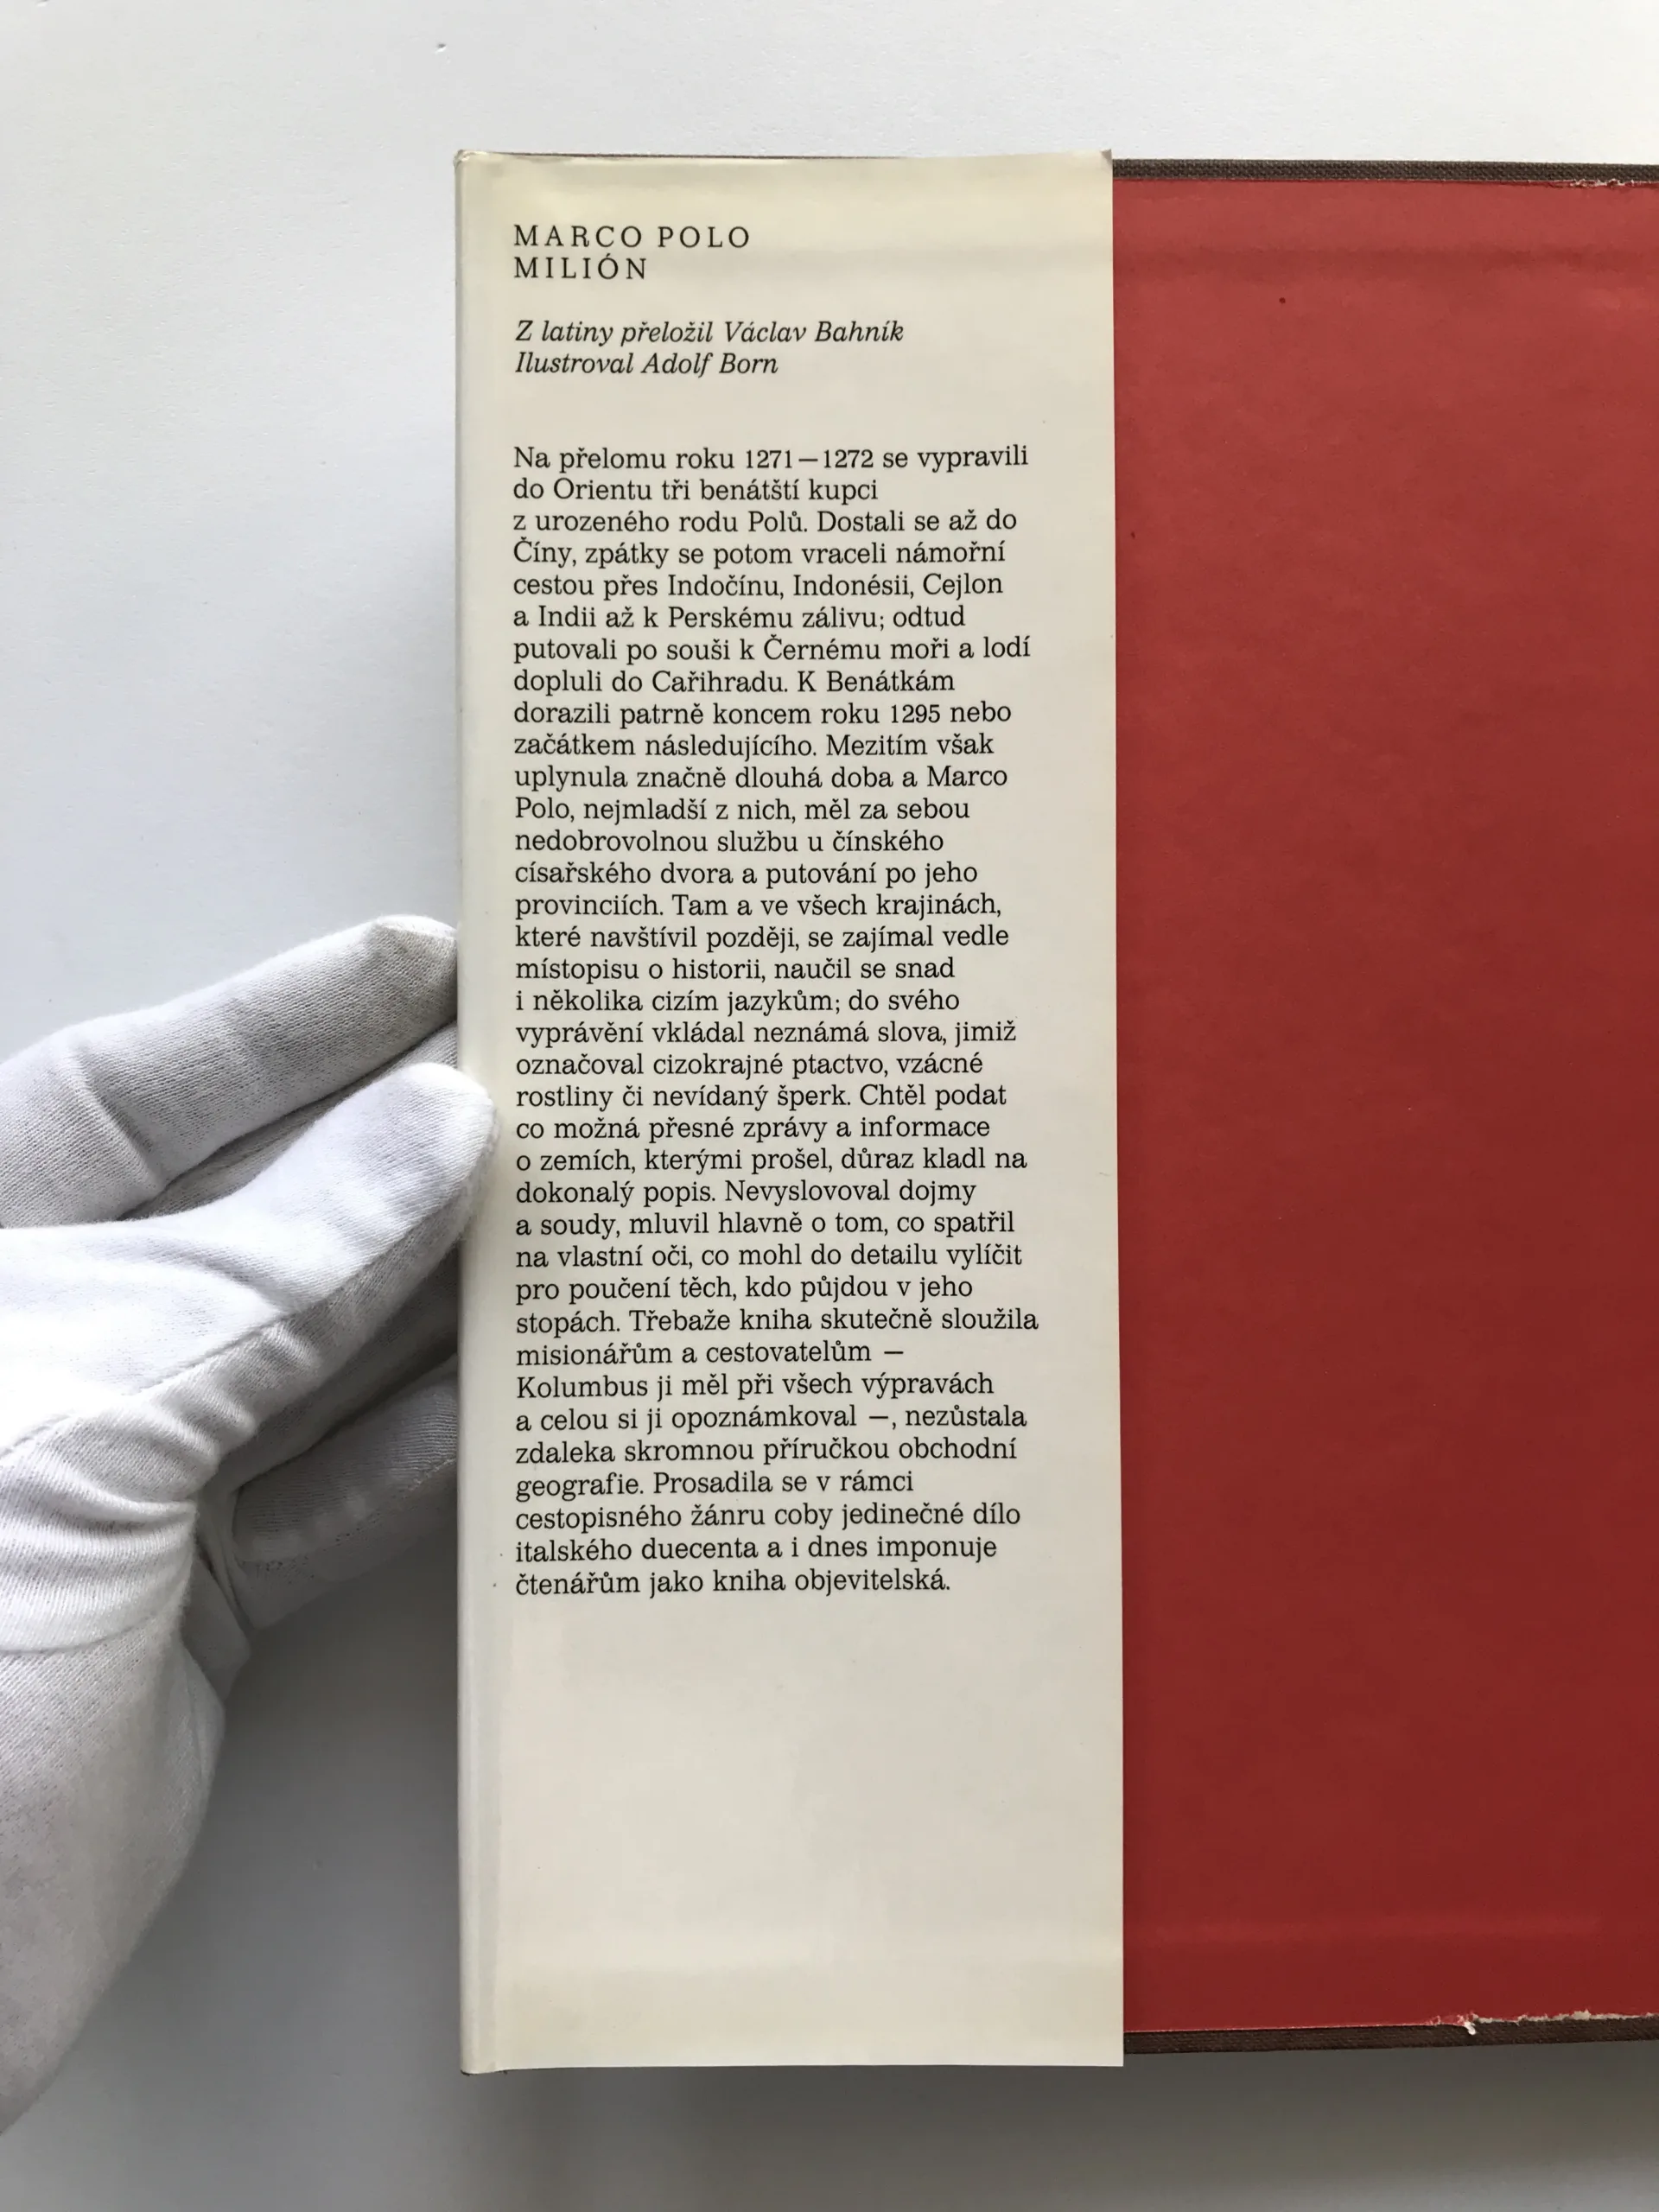 MARCO POLO
MILIÓN
Z latiny přeložil Václav Bahník
Ilustroval Adolf Born
Na přelomu roku 1271—1272 se vypravili
do Orientu tři benátští kupci
z urozeného rodu Polů. Dostali se až do
Číny, zpátky se potom vraceli námořní
cestou přes Indočínu, Indonésii, Cejlon
a Indii až k Perskému zálivu; odtud
putovali po souši k Černému moři a lodí
dopluli do Cařihradu. K Benátkám
dorazili patrně koncem roku 1295 nebo
začátkem následujícího. Mezitím však
uplynula značně dlouhá doba a Marco
Polo, nejmladší z nich, měl za sebou
nedobrovolnou službu u čínského
císařského dvora a putování po jeho
provinciích. Tam a ve všech krajinách,
které navštívil později, se zajímal vedle
místopisu o historii, naučil se snad
i několika cizím jazykům; do svého
vyprávění vkládal neznámá slova, jimiž
označoval cizokrajné ptactvo, vzácné
rostliny či nevídaný šperk. Chtěl podat
co možná přesné zprávy a informace
o zemích, kterými prošel, důraz kladl na
dokonalý popis. Nevyslovoval dojmy
a soudy, mluvil hlavně o tom, co spatřil
na vlastní oči, co mohl do detailu vylíčit
pro poučení těch, kdo půjdou v jeho
stopách. Třebaže kniha skutečně sloužila
misionářům a cestovatelům —
Kolumbus ji měl při všech výpravách
a celou si ji opoznámkoval —, nezůstala
zdaleka skromnou příručkou obchodní
geografie. Prosadila se v rámci
cestopisného žánru coby jedinečné dílo
italského duecenta a i dnes imponuje
čtenářům jako kniha objevitelská.